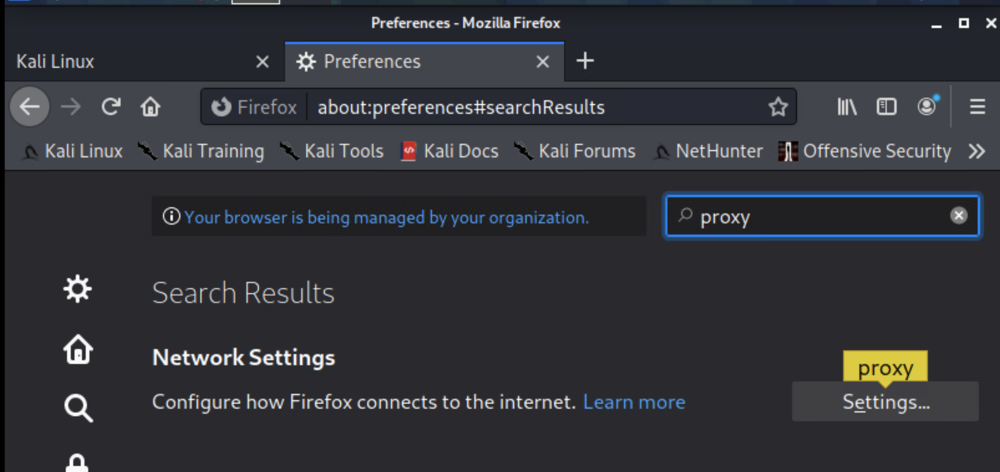 Preferences - Mozilla Firefox
Kali Linux
Preferences
Firefox about:preferences#searchResults
Kali Linux Kali Training Kali Tools Kali Docs Kali Forums NetHunter Offensive Security
Your browser is being managed by your organization.
proxy
Search Results
Network Settings
proxy
Configure how Firefox connects to the internet. Learn more
Settings...